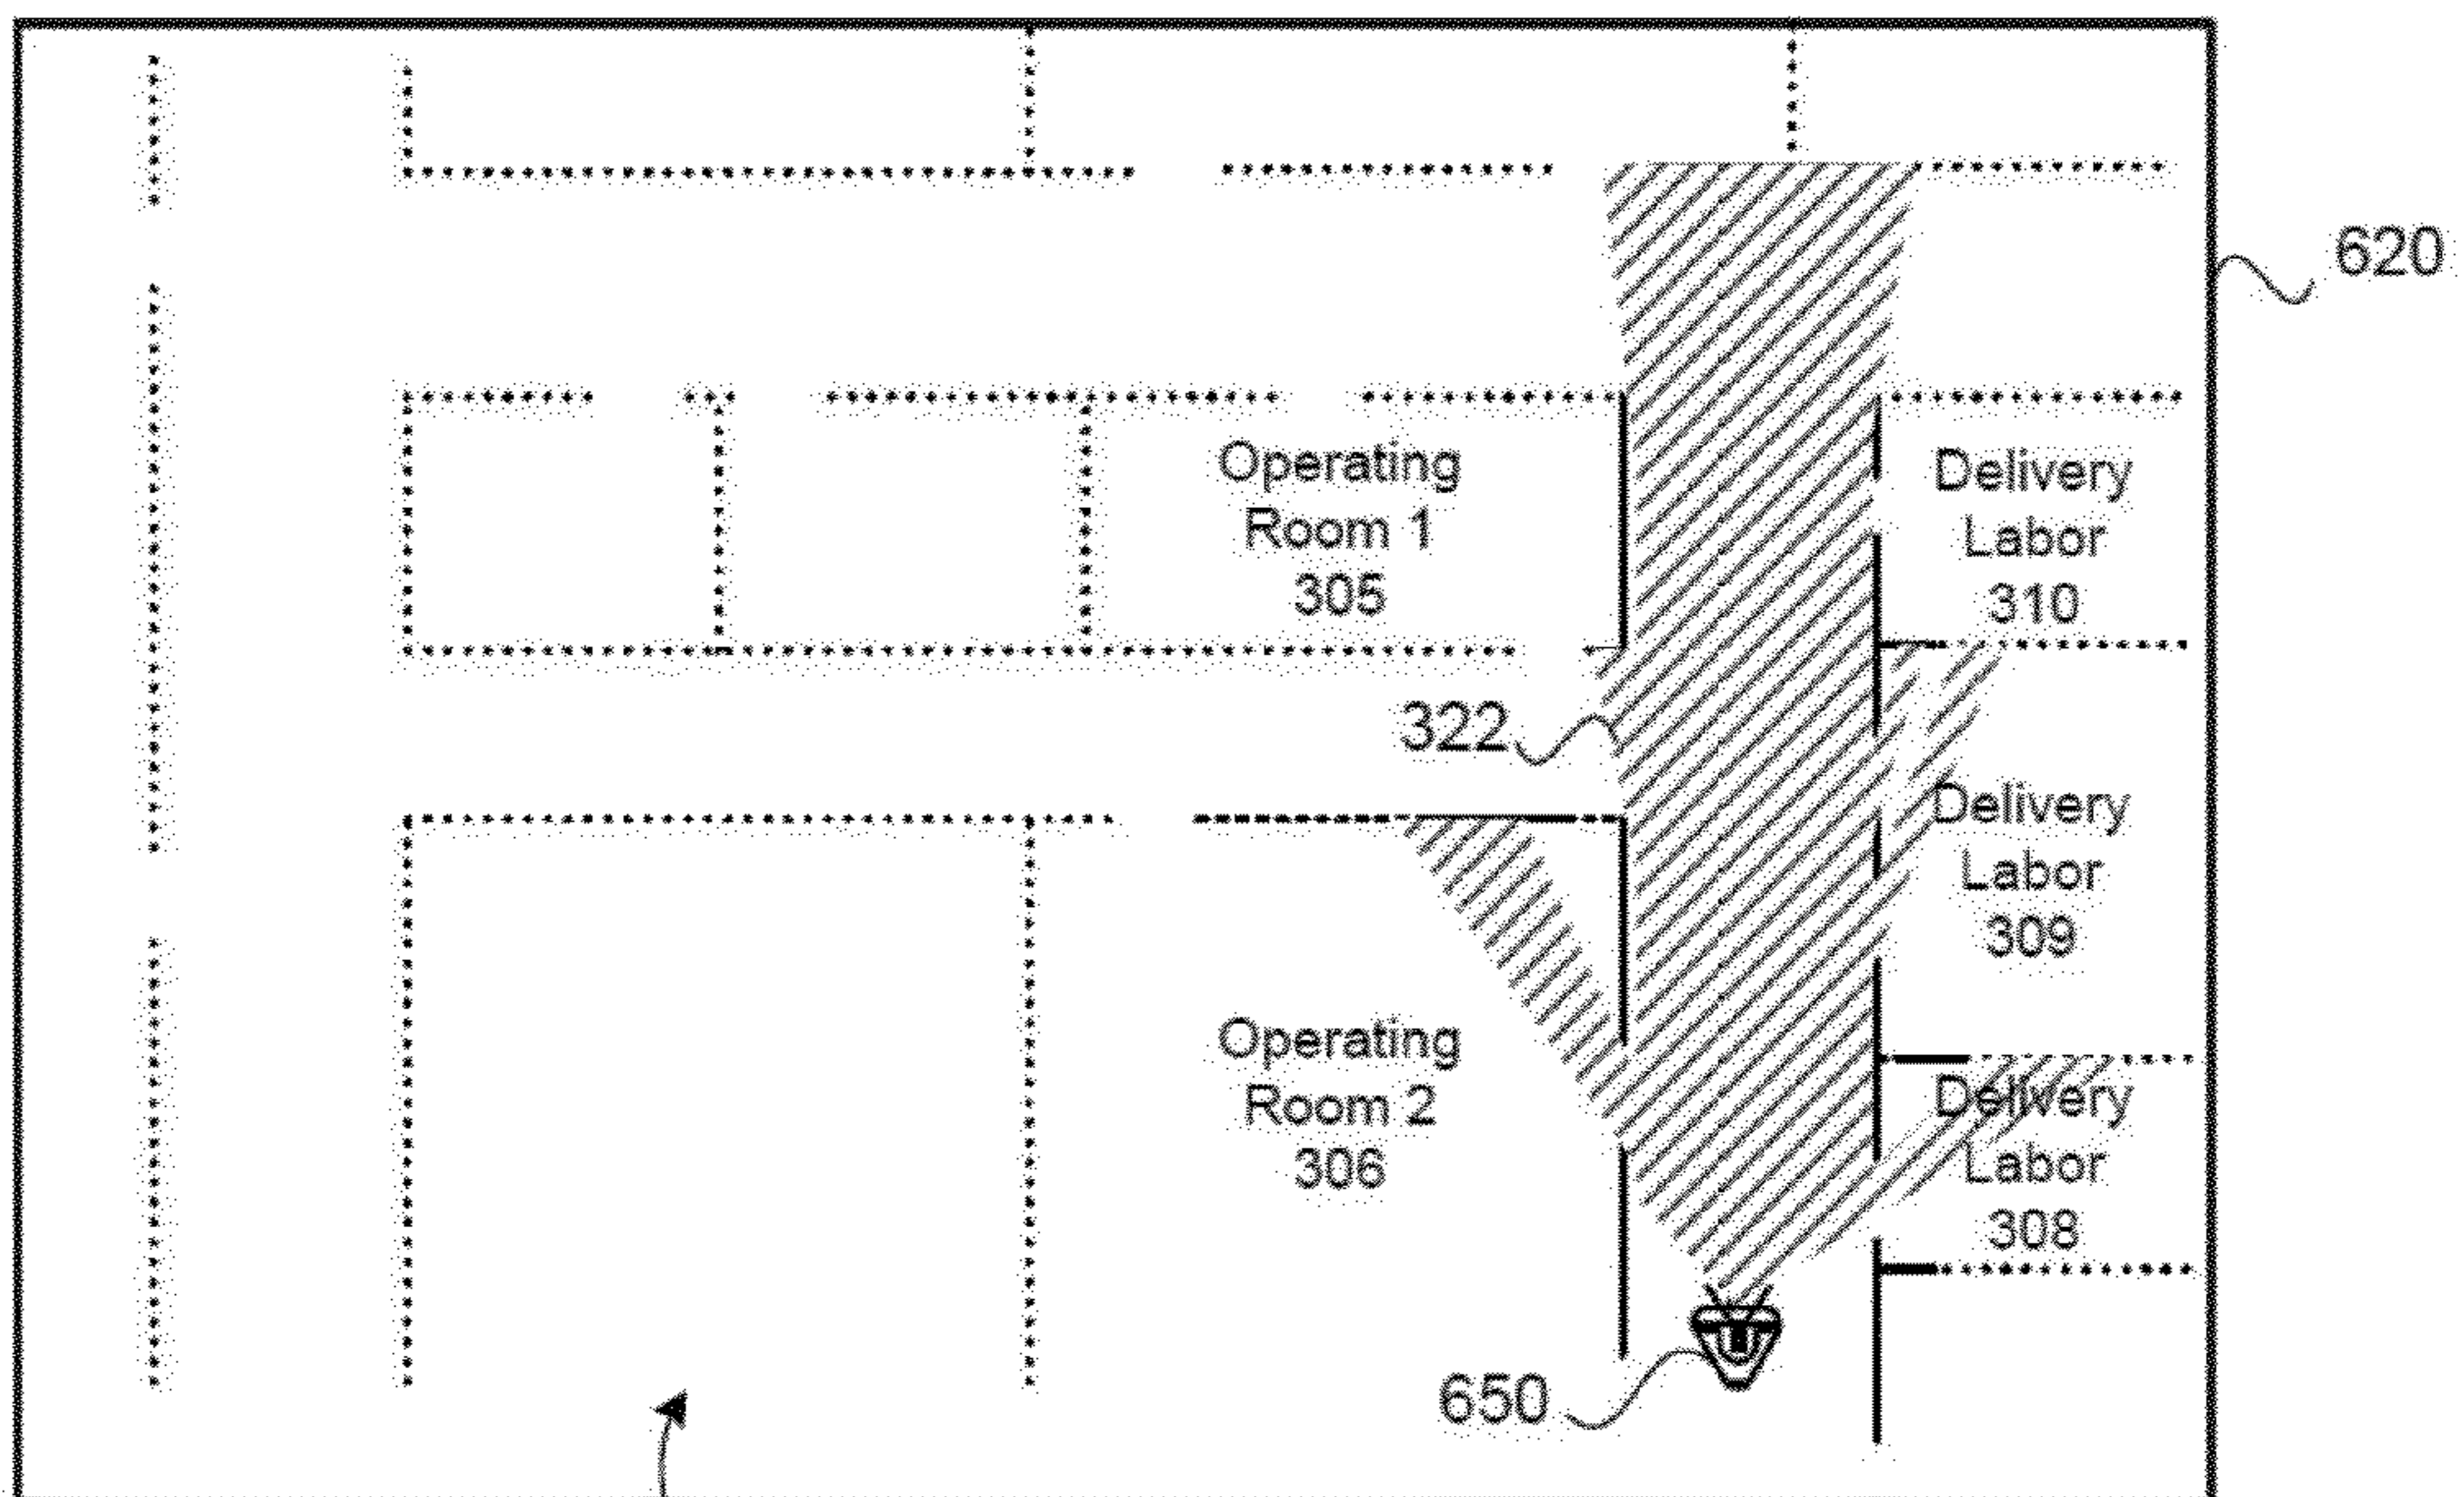 620
Operating
Room 1
305
Delivery
Labor
310
322
Delivery
Labor
309
Operating
Room 2
306
Delivery
Labor
308
650